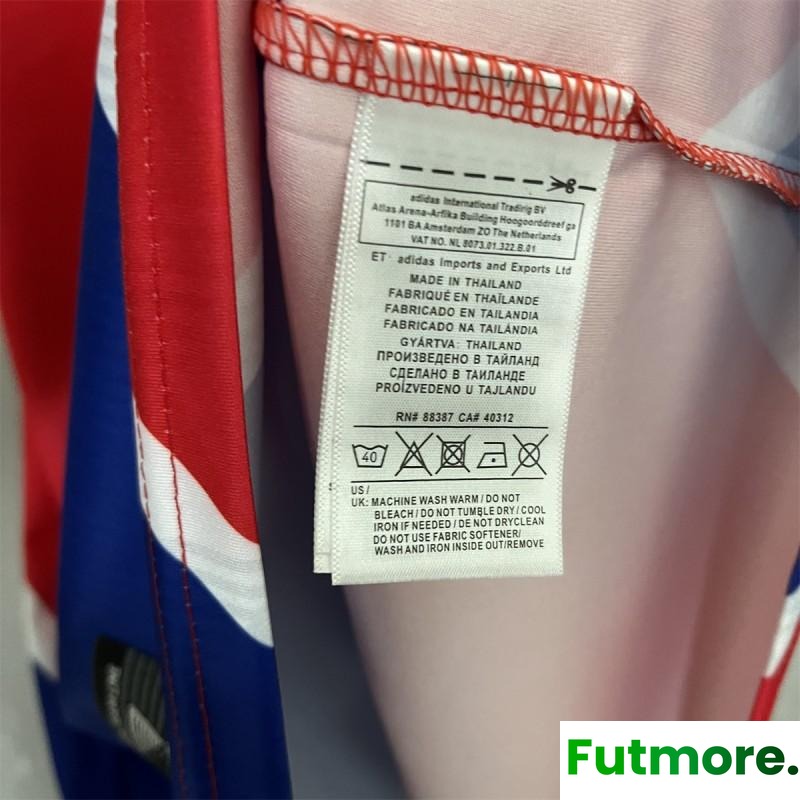 adidas International Tradirig BV
Atlas Arena-Arfika Building Hoogoorddreef ga
1101 BA Amsterdam ZO The Netherlands
VAT NO. NL 8073.01.322.B.01
ET· adidas Imports and Exports Ltd
MADE IN THAILAND
FABRIQUÉ EN THAÏLANDE
FABRICADO EN TAILANDIA
FABRICADO NA TAILÁNDIA
GYÁRTVA: THAILAND
ПРОИЗВЕДЕНО В ТАЙЛАНД
СДЕЛАНО В ТАИЛАНДЕ
PROIZVEDENO U TAJLANDU
RN# 88387 CA# 40312
40
US /
UK: MACHINE WASH WARM / DO NOT
BLEACH / DO NOT TUMBLE DRY / COOL
IRON IF NEEDED / DE NOT DRYCLEAN
DO NOT USE FABRIC SOFTENER/
WASH AND IRON INSIDE OUT/REMOVE
Futmore.